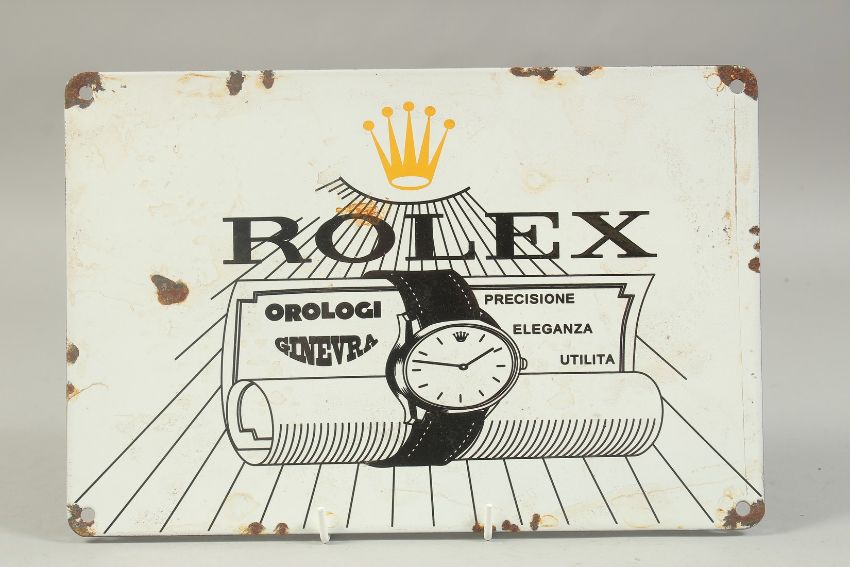 ROLEX
OROLOGI
GINEVRA
PRECISIONE
ELEGANZA
UTILITA